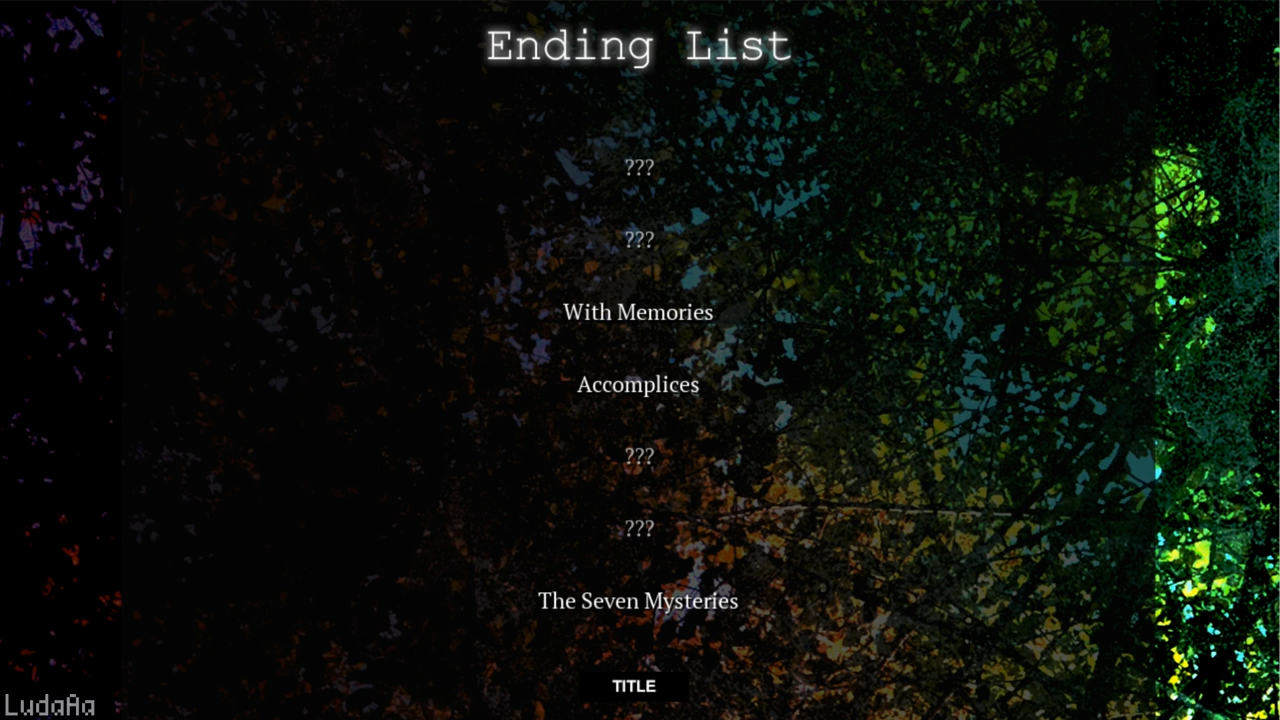 Ending List
???
???
With Memories
Accomplices
???
???
The Seven Mysteries
TITLE
LudaAa